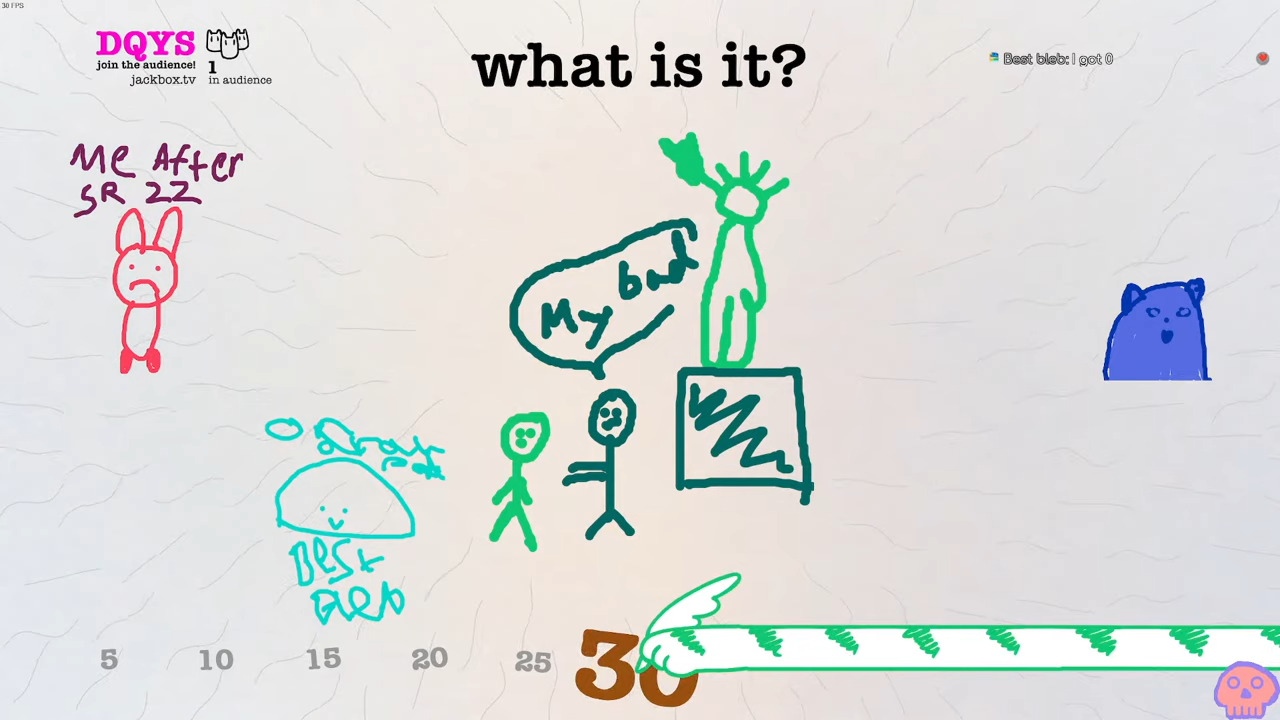 30 FPS
DQYS
join the audience!
jackbox.tv
1
in audience
what is it?
Best bleb: I got 0
Me After
SR 22
My bad
Best
5 10 15 20 25 30